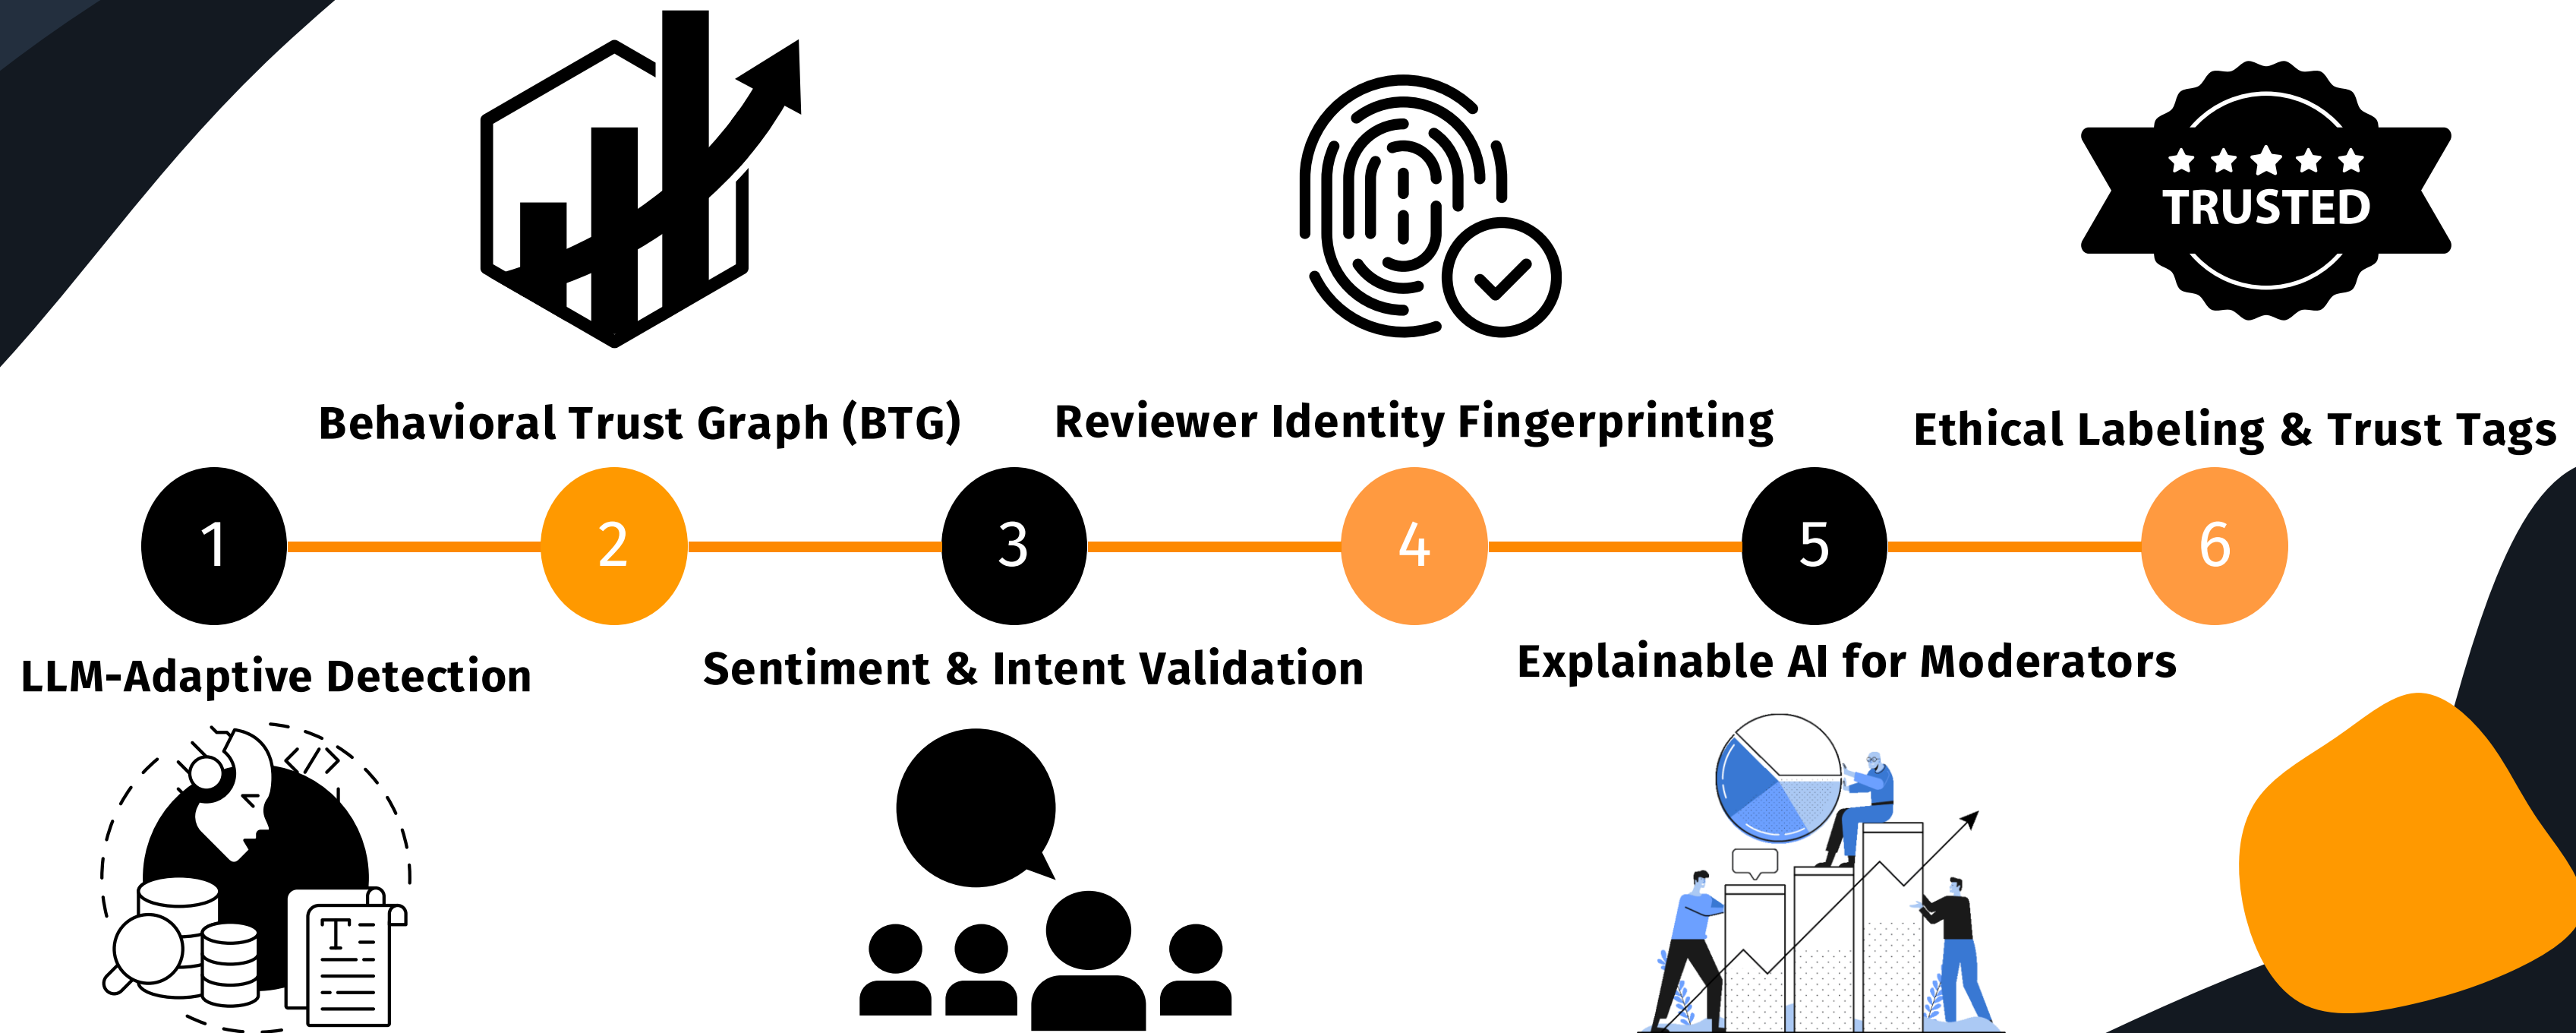 TRUSTED
Behavioral Trust Graph (BTG)
Reviewer Identity Fingerprinting
Ethical Labeling & Trust Tags
1
2
3
4
5
6
LLM-Adaptive Detection
Sentiment & Intent Validation
Explainable AI for Moderators
</>
T